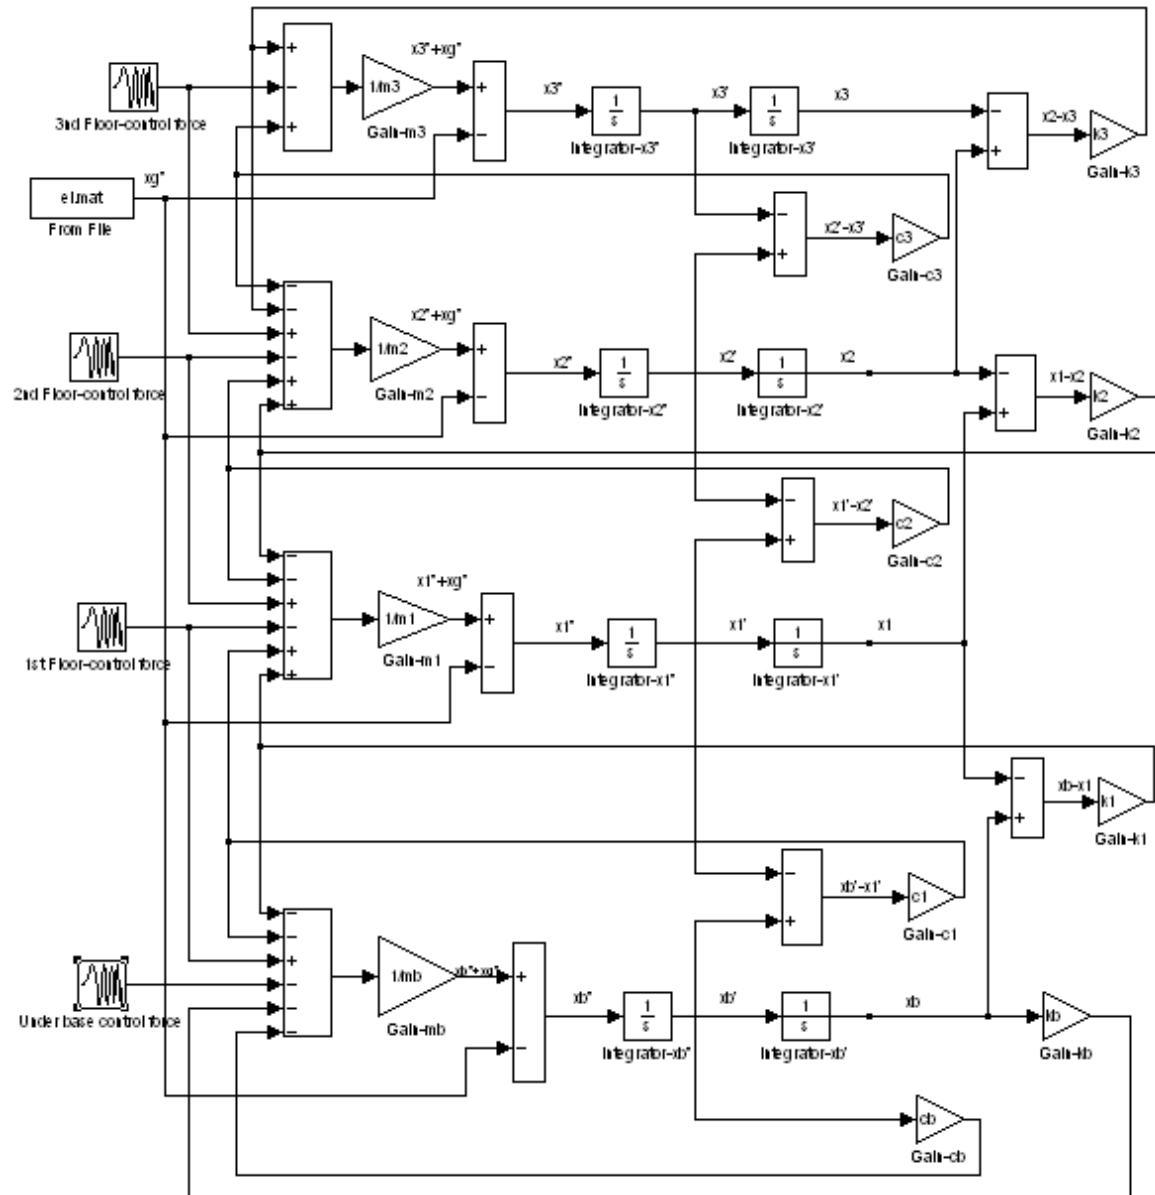 +
−
+
3nd Floor-control force
1/m3
Gain-m3
x3"+xg"
+
−
x3"
1
s
Integrator-x3"
x3'
1
s
Integrator-x3'
x3
−
+
x2-x3
k3
Gain-k3
el.mat
From File
xg"
−
+
x2'-x3'
c3
Gain-c3
−
−
+
−
+
+
2nd Floor-control force
1/m2
Gain-m2
x2"+xg"
+
−
x2"
1
s
Integrator-x2"
x2'
1
s
Integrator-x2'
x2
−
+
x1-x2
k2
Gain-k2
−
+
x1'-x2'
c2
Gain-c2
−
−
+
−
+
+
1st Floor-control force
1/m1
Gain-m1
x1"+xg"
+
−
x1"
1
s
Integrator-x1"
x1'
1
s
Integrator-x1'
x1
−
+
xb-x1
k1
Gain-k1
−
+
xb'-x1'
c1
Gain-c1
−
−
+
−
−
−
Under base control force
1/mb
Gain-mb
xb"+xg"
+
−
xb"
1
s
Integrator-xb"
xb'
1
s
Integrator-xb'
xb
kb
Gain-kb
cb
Gain-cb